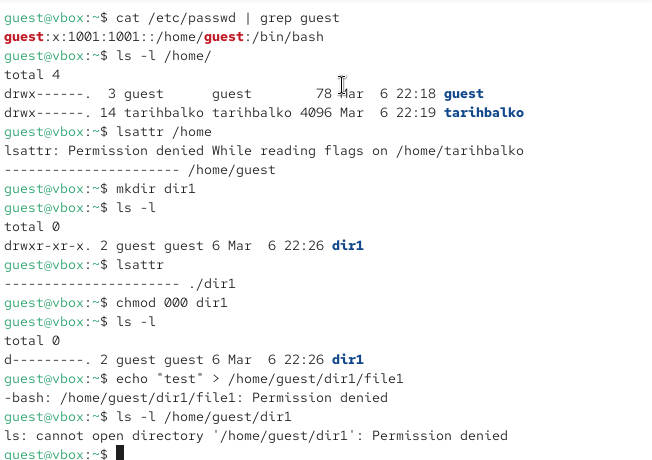 guest@vbox:~$ cat /etc/passwd | grep guest
guest:x:1001:1001::/home/guest:/bin/bash
guest@vbox:~$ ls -l /home/
total 4
drwx------.  3 guest      guest        78 Mar  6 22:18 guest
drwx------. 14 tarihbalko tarihbalko 4096 Mar  6 22:19 tarihbalko
guest@vbox:~$ lsattr /home
lsattr: Permission denied While reading flags on /home/tarihbalko
---------------------- /home/guest
guest@vbox:~$ mkdir dir1
guest@vbox:~$ ls -l
total 0
drwxr-xr-x. 2 guest guest 6 Mar  6 22:26 dir1
guest@vbox:~$ lsattr
---------------------- ./dir1
guest@vbox:~$ chmod 000 dir1
guest@vbox:~$ ls -l
total 0
d---------. 2 guest guest 6 Mar  6 22:26 dir1
guest@vbox:~$ echo "test" > /home/guest/dir1/file1
-bash: /home/guest/dir1/file1: Permission denied
guest@vbox:~$ ls -l /home/guest/dir1
ls: cannot open directory '/home/guest/dir1': Permission denied
guest@vbox:~$